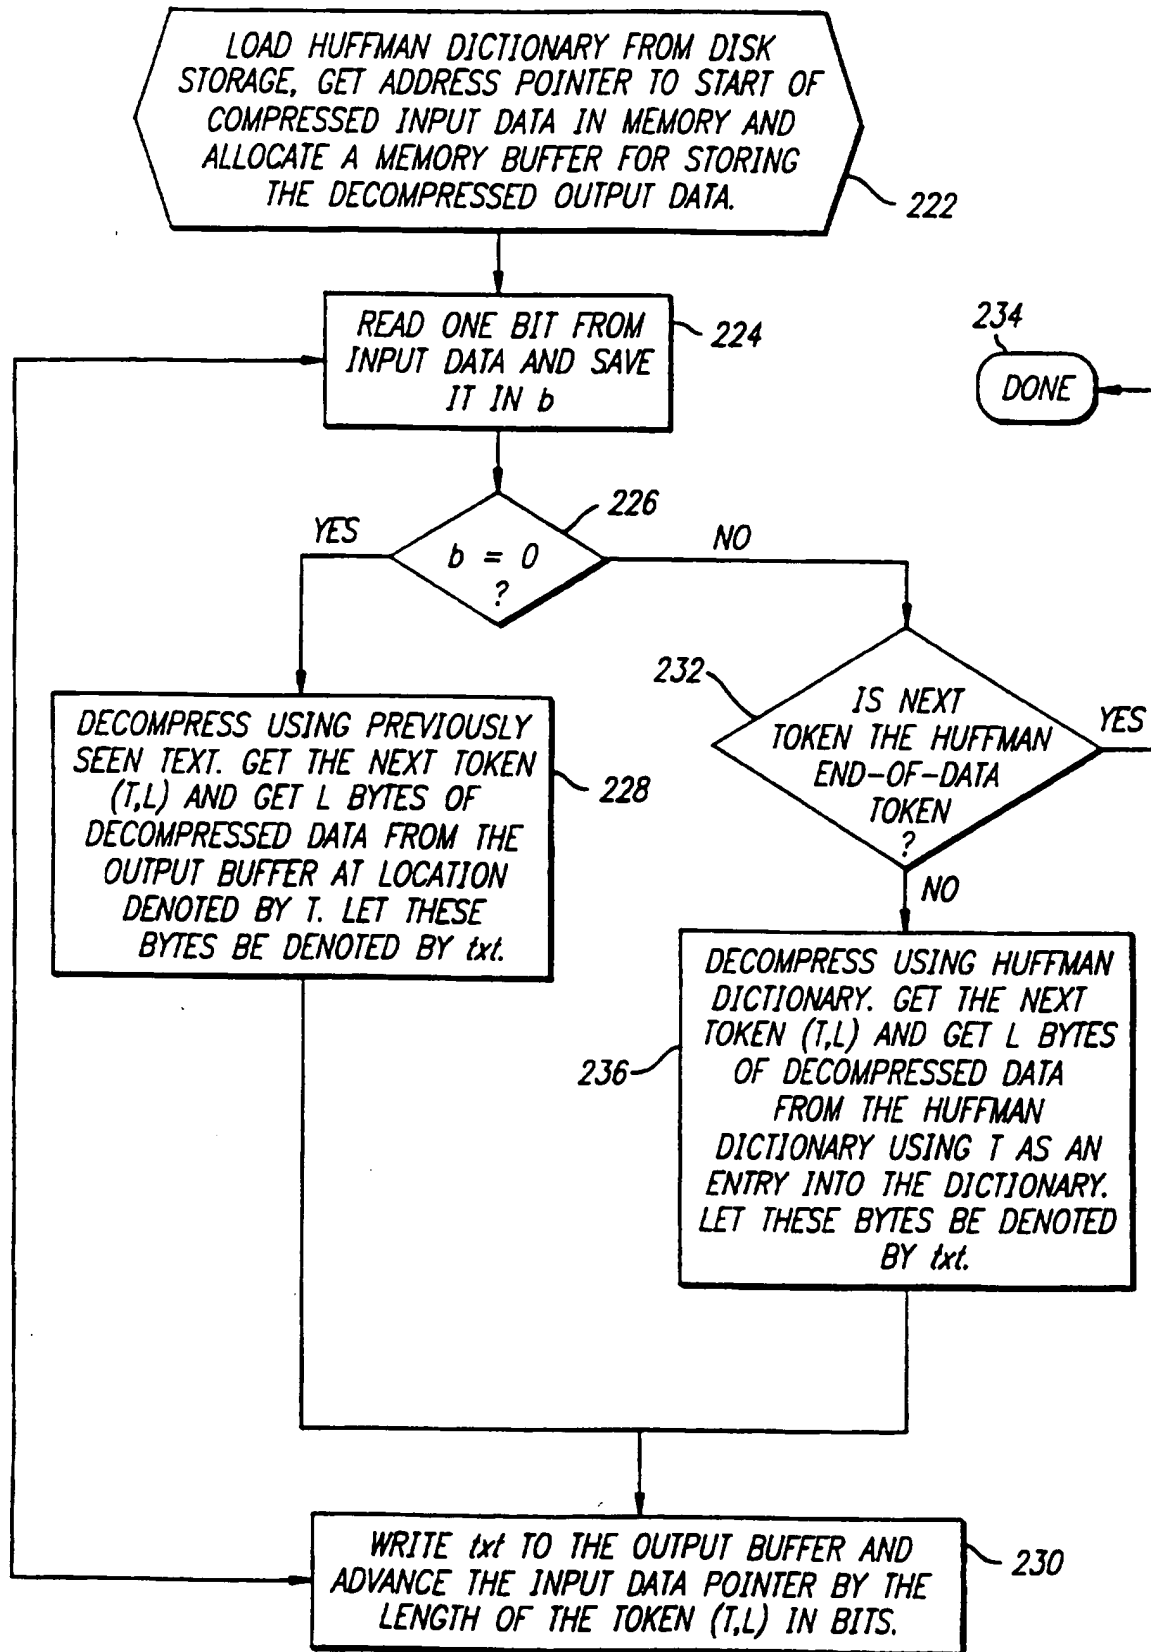 LOAD HUFFMAN DICTIONARY FROM DISK
STORAGE, GET ADDRESS POINTER TO START OF
COMPRESSED INPUT DATA IN MEMORY AND
ALLOCATE A MEMORY BUFFER FOR STORING
THE DECOMPRESSED OUTPUT DATA.
222
READ ONE BIT FROM
INPUT DATA AND SAVE
IT IN b
224
234
DONE
226
YES
b = 0
?
NO
232
IS NEXT
TOKEN THE HUFFMAN
END-OF-DATA
TOKEN
?
YES
NO
DECOMPRESS USING PREVIOUSLY
SEEN TEXT. GET THE NEXT TOKEN
(T,L) AND GET L BYTES OF
DECOMPRESSED DATA FROM THE
OUTPUT BUFFER AT LOCATION
DENOTED BY T. LET THESE
BYTES BE DENOTED BY txt.
228
DECOMPRESS USING HUFFMAN
DICTIONARY. GET THE NEXT
TOKEN (T,L) AND GET L BYTES
OF DECOMPRESSED DATA
FROM THE HUFFMAN
DICTIONARY USING T AS AN
ENTRY INTO THE DICTIONARY.
LET THESE BYTES BE DENOTED
BY txt.
236
WRITE txt TO THE OUTPUT BUFFER AND
ADVANCE THE INPUT DATA POINTER BY THE
LENGTH OF THE TOKEN (T,L) IN BITS.
230